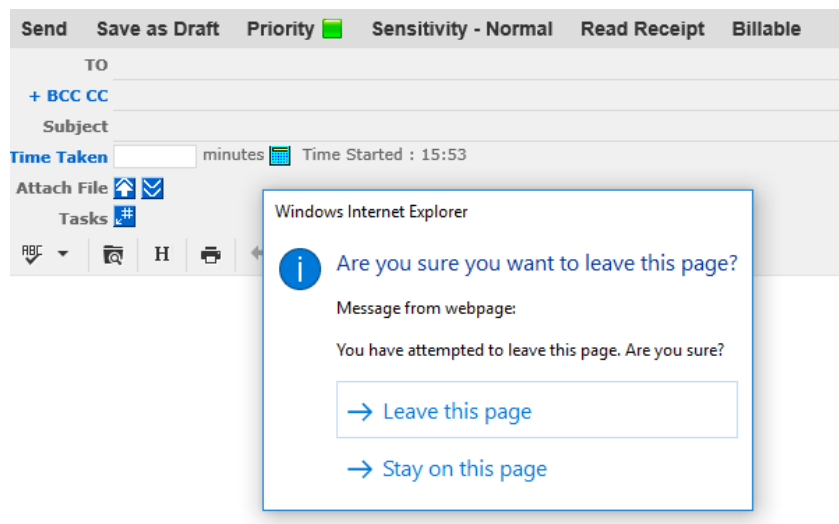 Send Save as Draft Priority Sensitivity - Normal Read Receipt Billable
TO
+ BCC CC
Subject
Time Taken minutes Time Started : 15:53
Attach File
Tasks #
ABC H
Windows Internet Explorer
i
Are you sure you want to leave this page?
Message from webpage:
You have attempted to leave this page. Are you sure?
→ Leave this page
→ Stay on this page